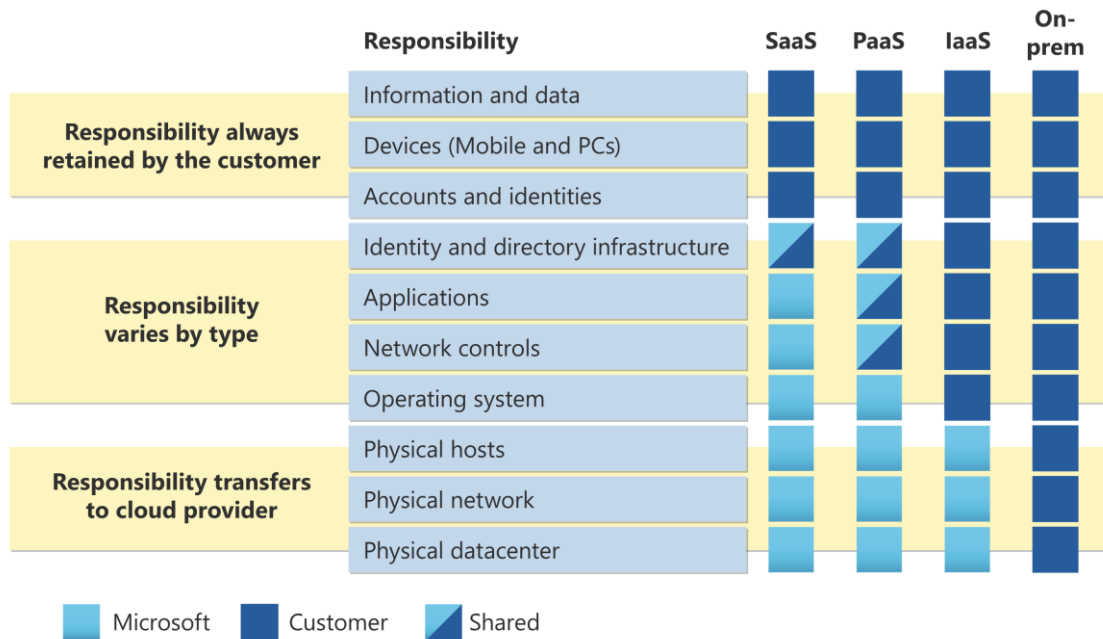 Responsibility SaaS PaaS IaaS On-
prem
Responsibility always
retained by the customer
Information and data
Devices (Mobile and PCs)
Accounts and identities
Responsibility
varies by type
Identity and directory infrastructure
Applications
Network controls
Operating system
Responsibility transfers
to cloud provider
Physical hosts
Physical network
Physical datacenter
Microsoft Customer Shared